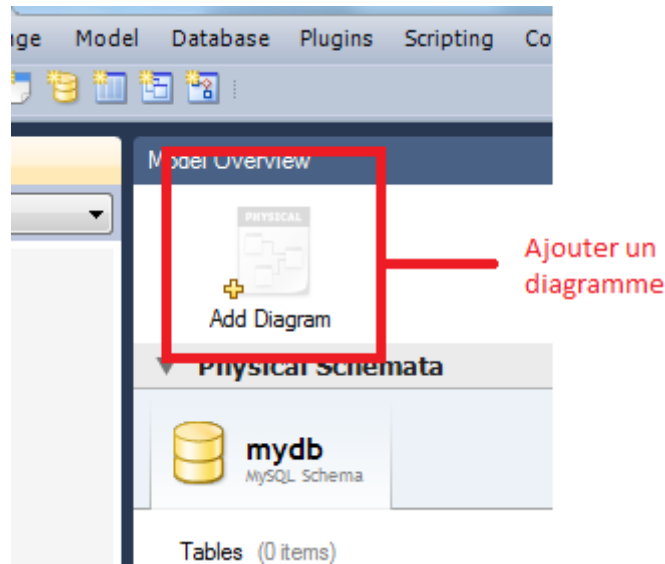 ge Model Database Plugins Scripting Co
Model Overview
PHYSICAL
Add Diagram
Ajouter un
diagramme
Physical Schemata
mydb
MySQL Schema
Tables (0 items)